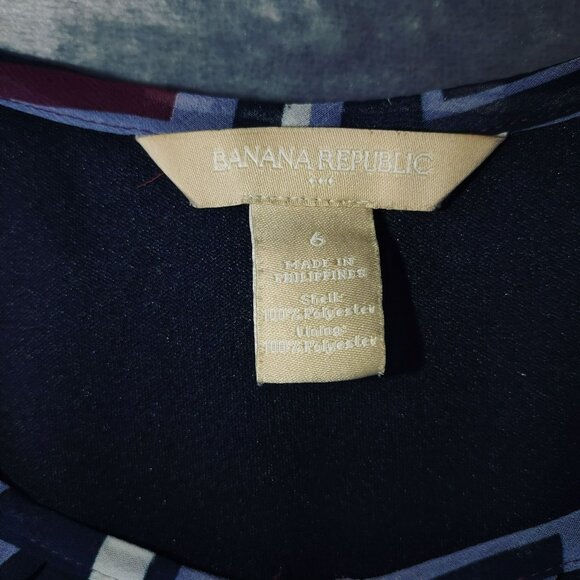 BANANA REPUBLIC
6
MADE IN
PHILIPPINES
Shell:
100% Polyester
Lining:
100% Polyester